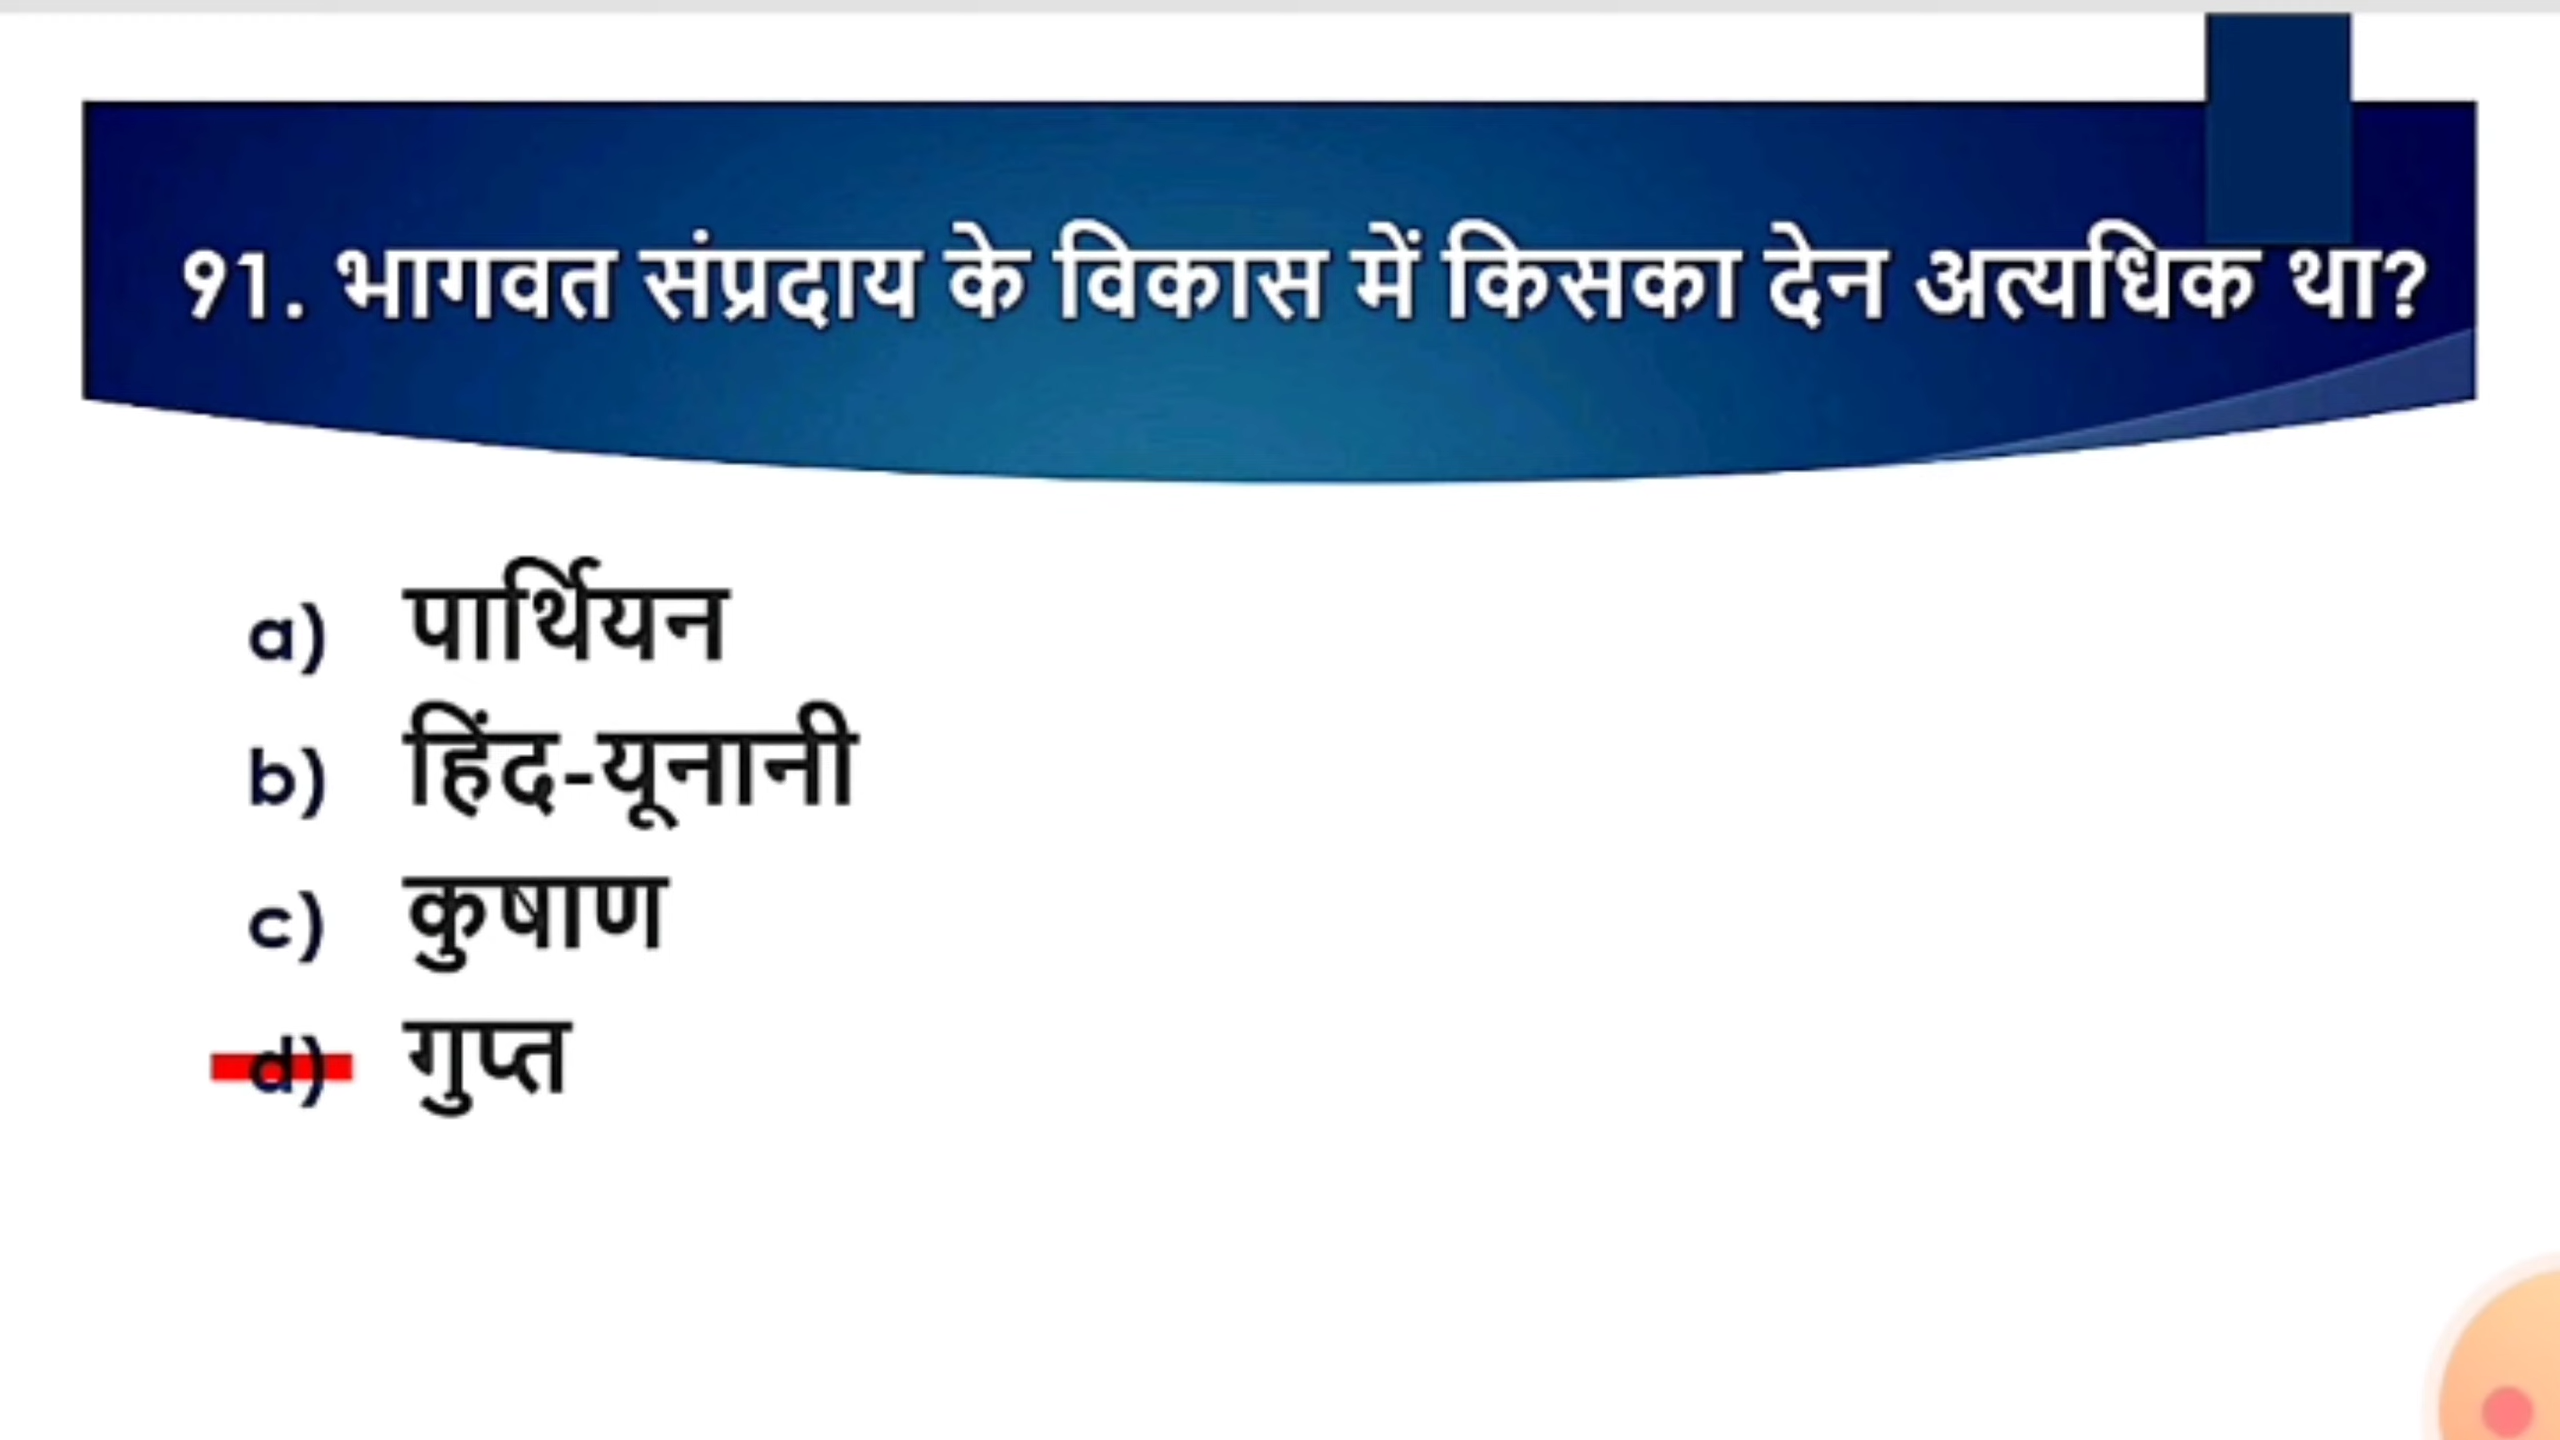 91. भागवत संप्रदाय के विकास में किसका देन अत्यधिक था?
a) पार्थियन
b) हिंद-यूनानी
c) कुषाण
d) गुप्त